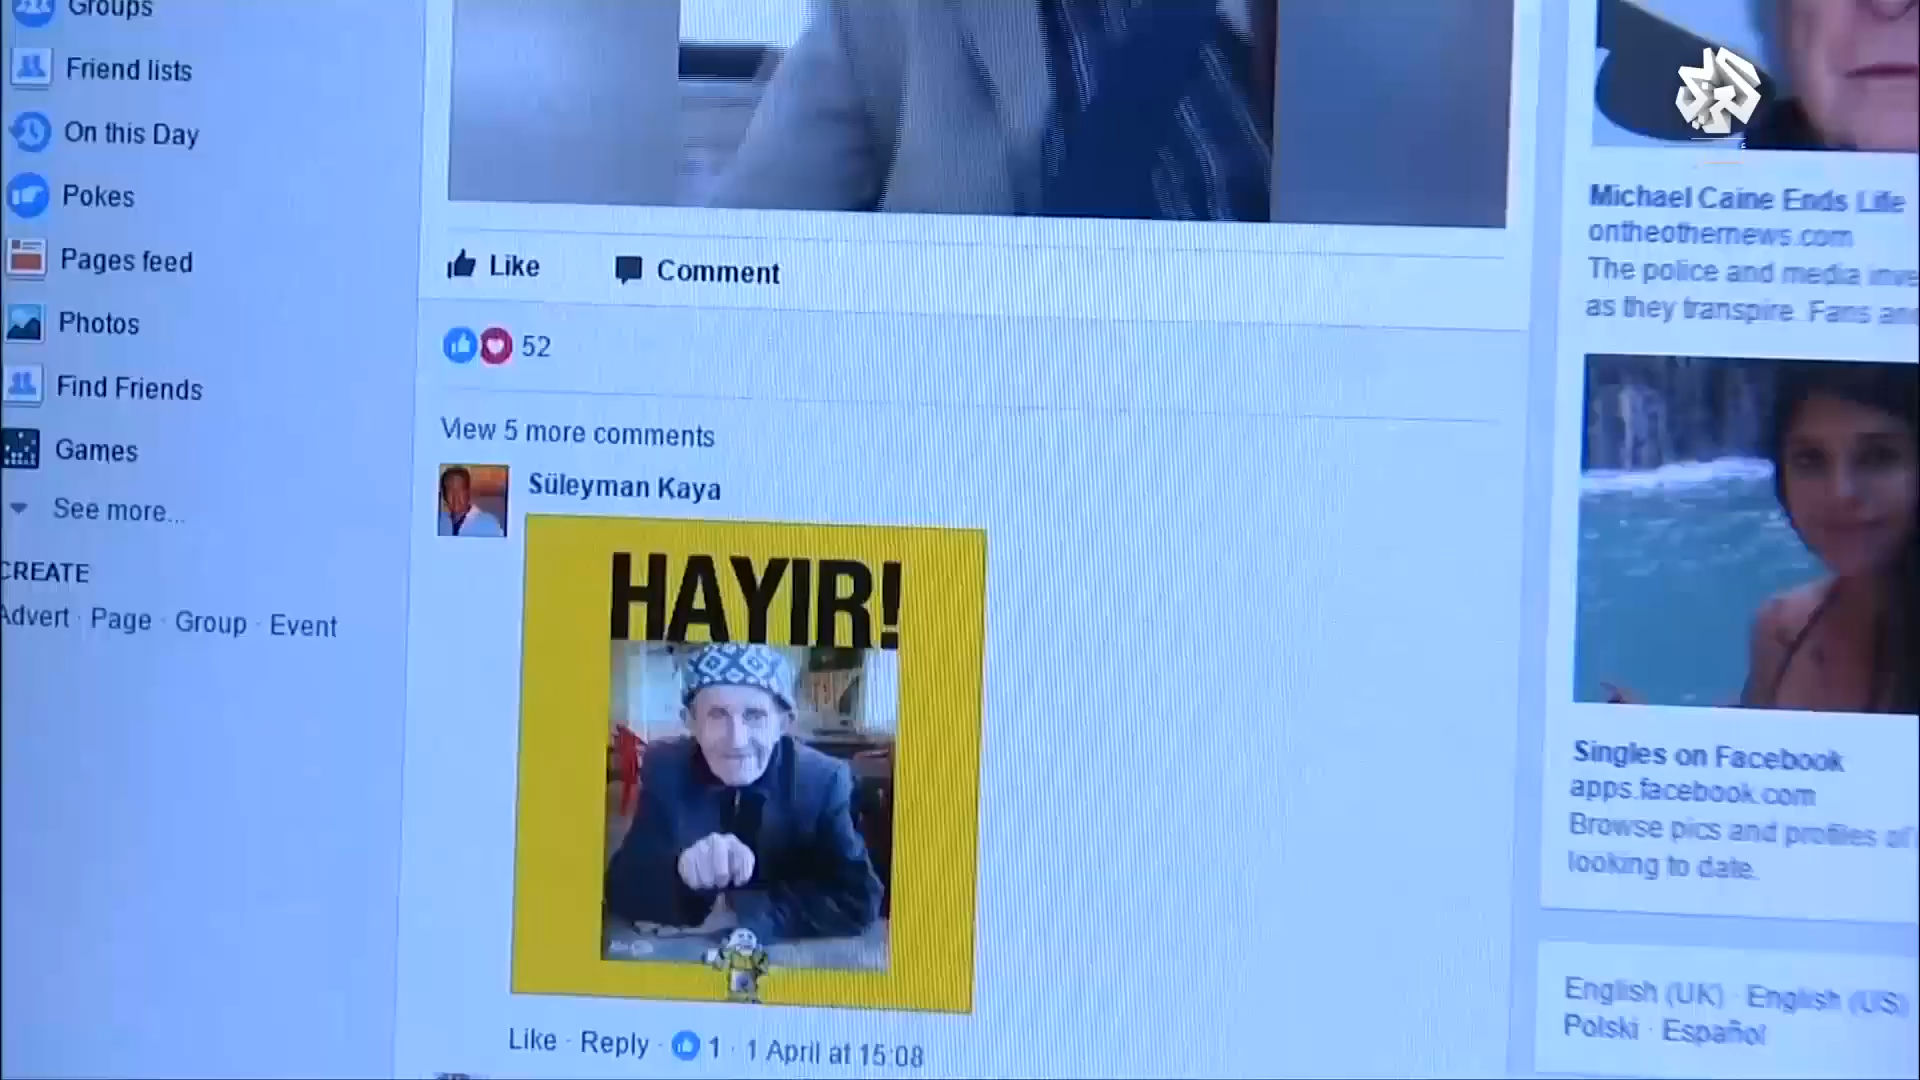 Groups
Friend lists
On this Day
Pokes
Pages feed
Photos
Find Friends
Games
See more...
CREATE
Advert · Page · Group · Event
Like Comment
52
View 5 more comments
Süleyman Kaya
HAYIR!
Like · Reply · 1 · 1 April at 15:08
Michael Caine Ends Life
ontheothernews.com
The police and media
as they transpire. Fans
Singles on Facebook
apps.facebook.com
Browse pics and profiles of
looking to date.
English (UK) · English (US)
Polski · Español